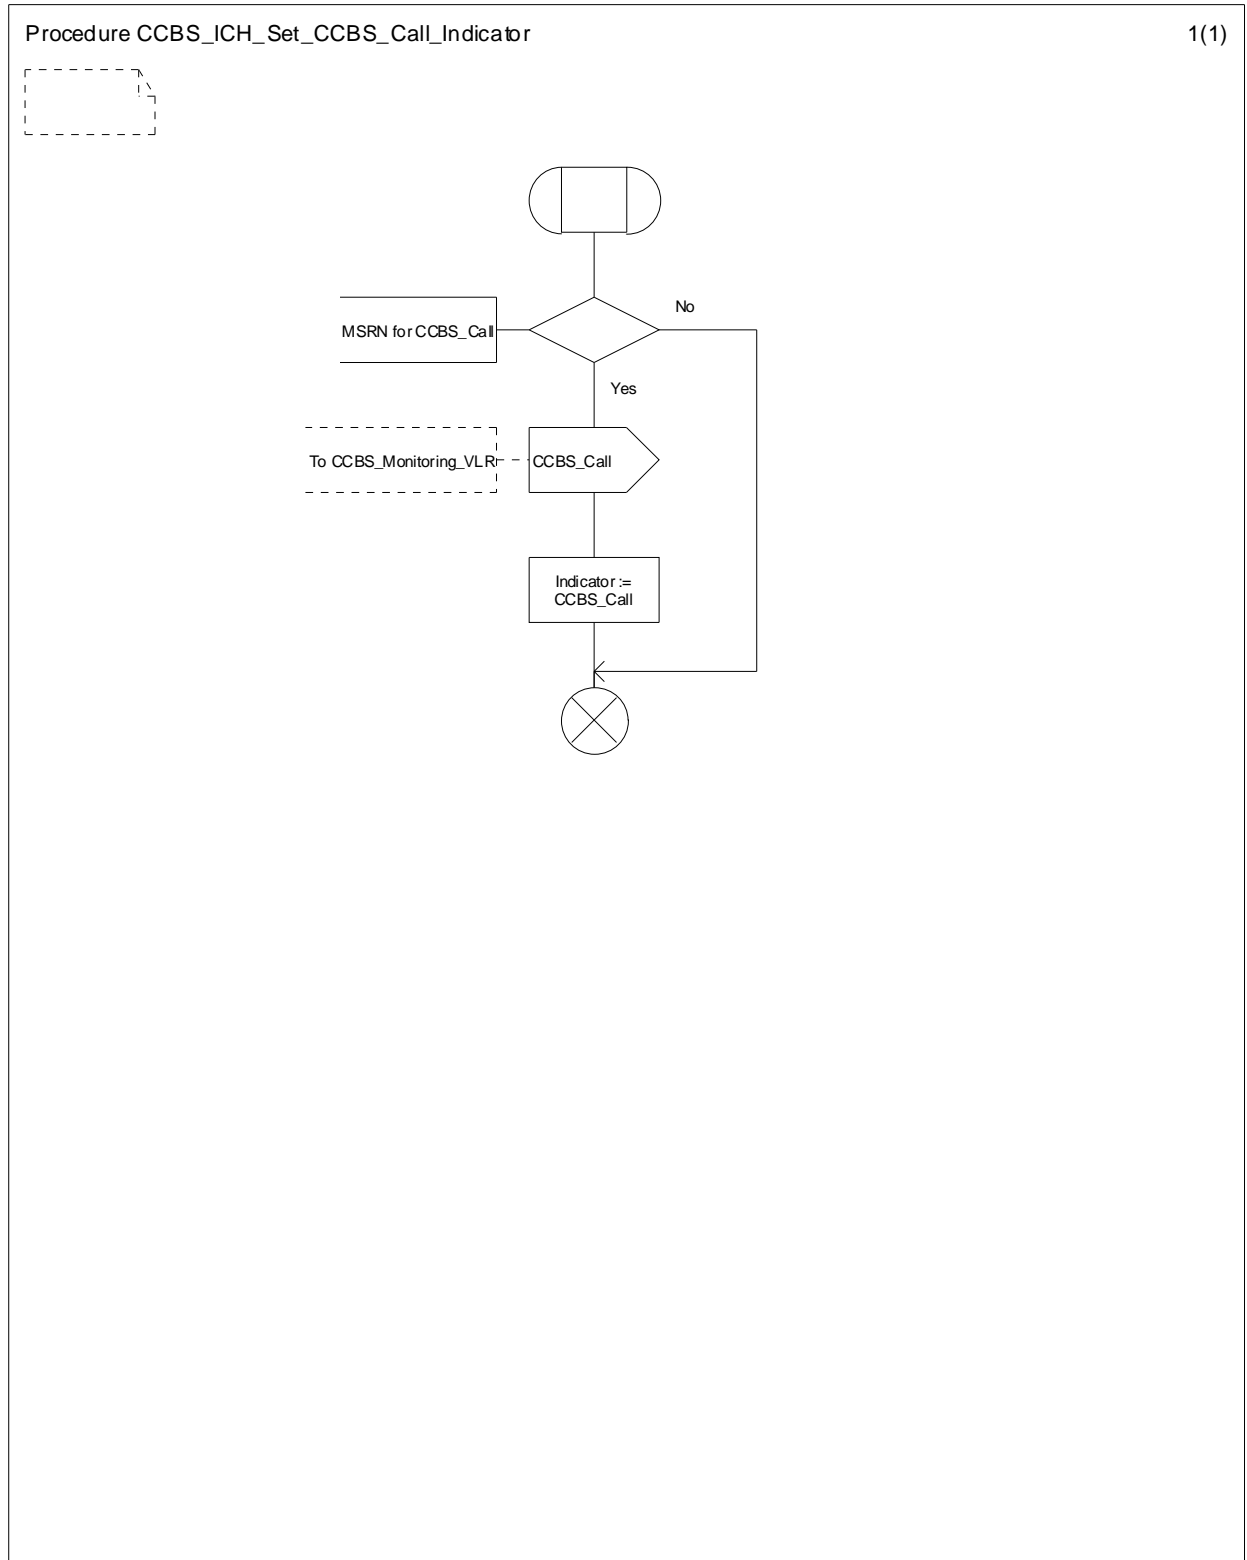 Procedure CCBS_ICH_Set_CCBS_Call_Indicator
1(1)
No
MSRN for CCBS_Call
Yes
To CCBS_Monitoring_VLR
CCBS_Call
Indicator :=
CCBS_Call